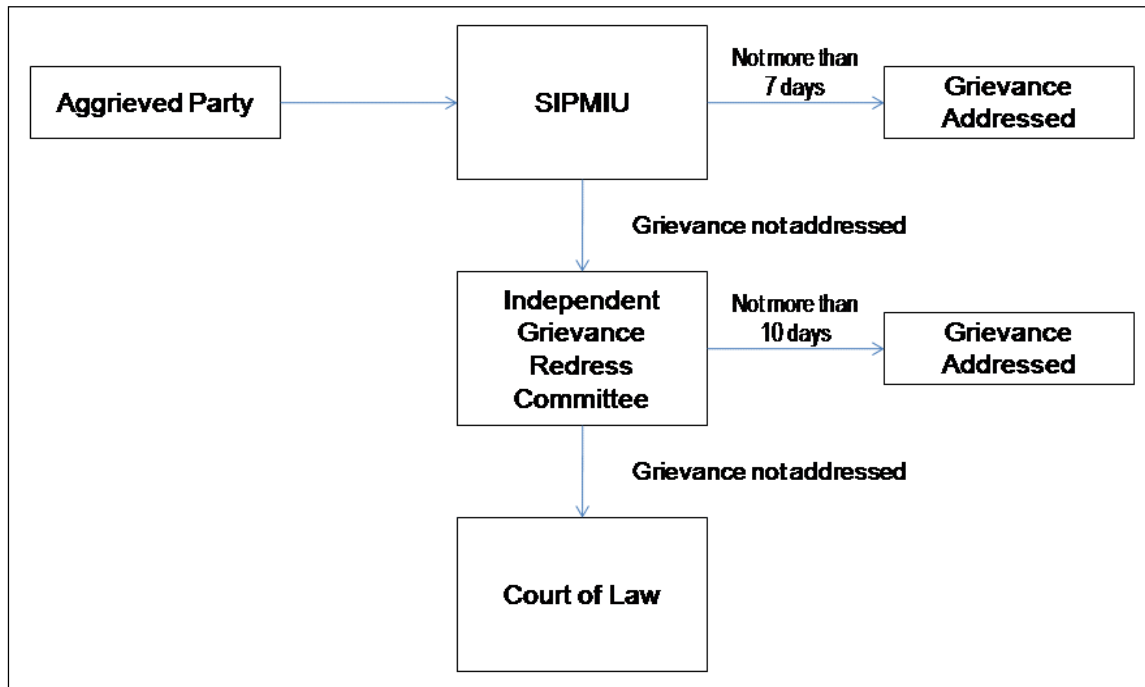 Aggrieved Party
SIPMIU
Not more than
7 days
Grievance
Addressed
Grievance not addressed
Independent
Grievance
Redress
Committee
Not more than
10 days
Grievance
Addressed
Grievance not addressed
Court of Law